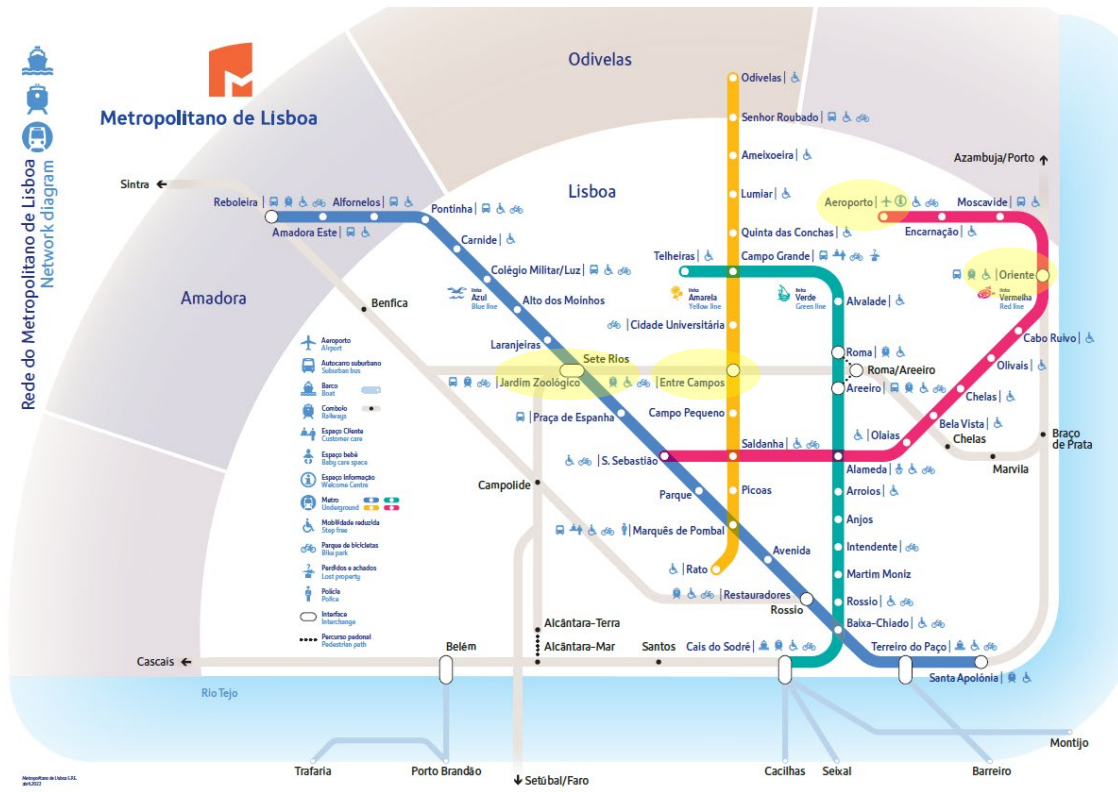 Rede do Metropolitano de Lisboa
Network diagram
Metropolitano de Lisboa
Odivelas
Lisboa
Amadora
Sintra
Azambuja/Porto
Odivelas
Senhor Roubado
Ameixoeira
Lumiar
Quinta das Conchas
Campo Grande
Telheiras
Aeroporto
Moscavide
Encarnação
Oriente
Reboleira
Alfornelos
Pontinha
Amadora Este
Carnide
Colégio Militar/Luz
Alto dos Moinhos
Laranjeiras
linha
Azul
Blue line
linha
Amarela
Yellow line
linha
Verde
Green line
linha
Vermelha
Red line
Alvalade
Cidade Universitária
Benfica
Sete Rios
Jardim Zoológico
Entre Campos
Roma
Roma/Areeiro
Areeiro
Cabo Ruivo
Olivais
Chelas
Bela Vista
Olaias
Chelas
Marvila
Braço
de Prata
Praça de Espanha
Campo Pequeno
Saldanha
S. Sebastião
Alameda
Campolide
Parque
Picoas
Arroios
Anjos
Marquês de Pombal
Avenida
Intendente
Rato
Martim Moniz
Restauradores
Rossio
Rossio
Baixa-Chiado
Alcântara-Terra
Alcântara-Mar
Santos
Cais do Sodré
Terreiro do Paço
Santa Apolónia
Belém
Cascais
Rio Tejo
Trafaria
Porto Brandão
Setúbal/Faro
Cacilhas
Seixal
Barreiro
Montijo
Aeroporto
Airport
Autocarro suburbano
Suburban bus
Barco
Boat
Comboio
Railways
Espaço Cliente
Customer care
Espaço bebé
Baby care space
Espaço Informação
Welcome Centre
Metro
Underground
Mobilidade reduzida
Step free
Parque de bicicletas
Bike park
Perdidos e achados
Lost property
Polícia
Police
Interface
Interchange
Percurso pedonal
Pedestrian path
Metropolitano de Lisboa E.P.E.
abril.2022